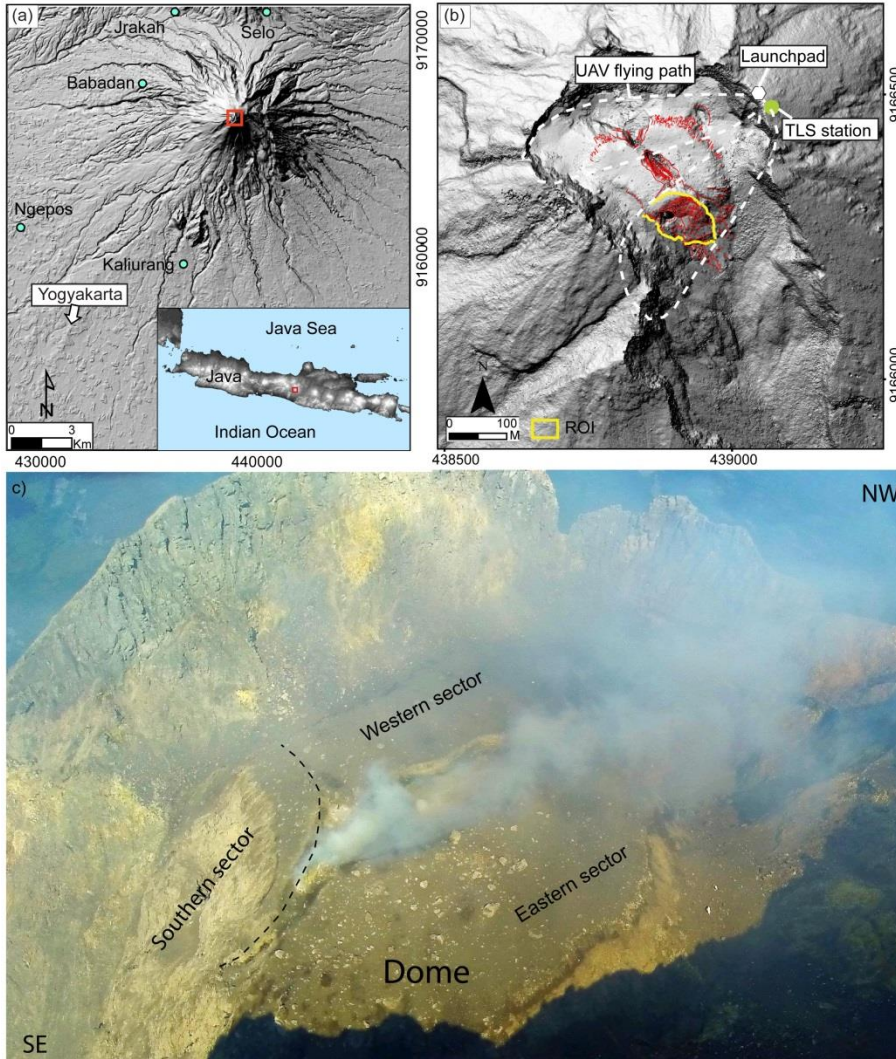 (a)
Jrakah
Selo
Babadan
Ngepos
Kaliurang
Yogyakarta
N
0 3
Km
Java Sea
Java
Indian Ocean
430000 440000
9170000
9160000
(b)
UAV flying path
Launchpad
TLS station
N
0 100
M
ROI
438500 439000
9166500
9166000
c)
NW
Western sector
Southern sector
Eastern sector
Dome
SE